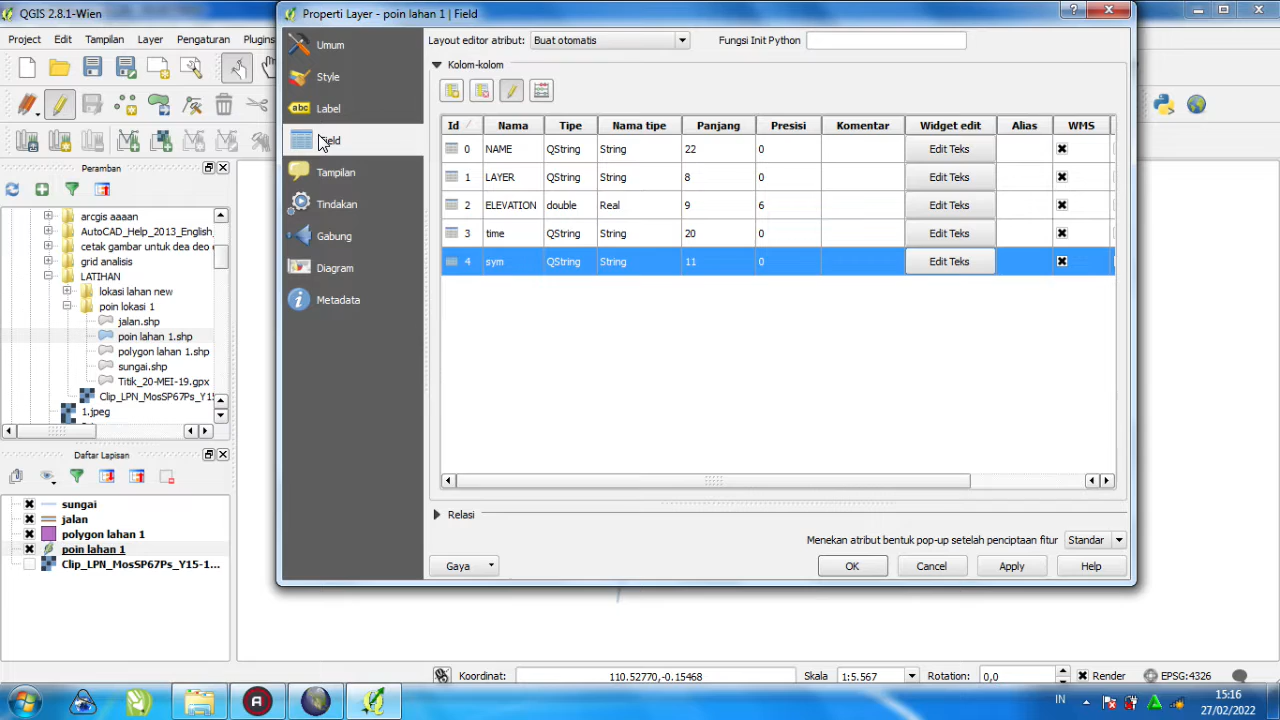 QGIS 2.8.1-Wien
Properti Layer - poin lahan 1 | Field
Edit Tampilan Layer Pengaturan Plugins
Peramban
arcgis aaaan
AutoCAD_Help_2013_English_
cetak gambar untuk dea deo
grid analisis
LATIHAN
lokasi lahan new
poin lokasi 1
jalan.shp
poin lahan 1.shp
polygon lahan 1.shp
sungai.shp
Titik_20-MEI-19.gpx
Clip_LPN_MosSP67Ps_Y15
1.jpeg
Daftar Lapisan
sungai
jalan
polygon lahan 1
poin lahan 1
Clip_LPN_MosSP67Ps_Y15-1...
Umum
Style
abc Label
Field
Tampilan
Tindakan
Gabung
Diagram
Metadata
Layout editor atribut: Buat otomatis Fungsi Init Python
Kolom-kolom
Id Nama Tipe Nama tipe Panjang Presisi Komentar Widget edit Alias WMS
0 NAME QString String 22 0 Edit Teks
1 LAYER QString String 8 0 Edit Teks
2 ELEVATION double Real 9 6 Edit Teks
3 time QString String 20 0 Edit Teks
4 sym QString String 11 0 Edit Teks
Relasi
Menekan atribut bentuk pop-up setelah penciptaan fitur Standar
Gaya OK Cancel Apply Help
Koordinat: 110.52770,-0.15468 Skala 1:5.567 Rotation: 0,0 Render EPSG:4326
IN 15:16
27/02/2022